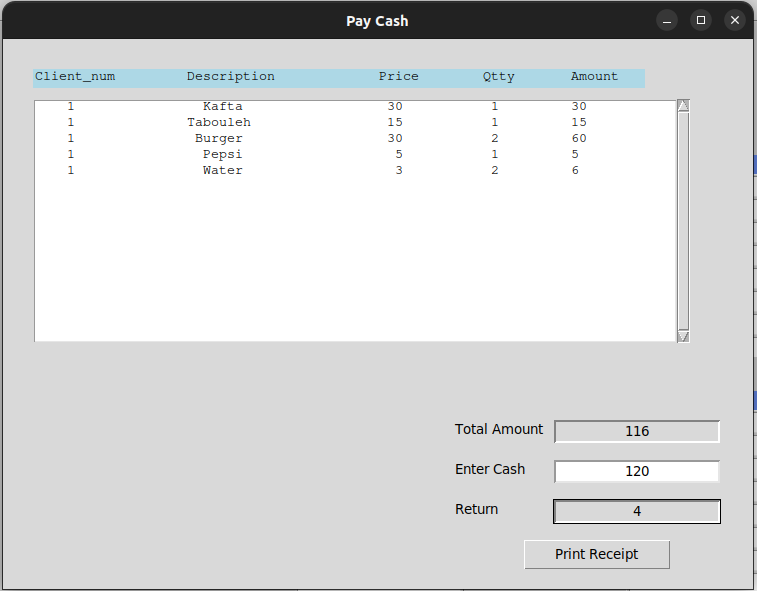 Pay Cash
Client_num Description Price Qtty Amount
1 Kafta 30 1 30
1 Tabouleh 15 1 15
1 Burger 30 2 60
1 Pepsi 5 1 5
1 Water 3 2 6
Total Amount 116
Enter Cash 120
Return 4
Print Receipt